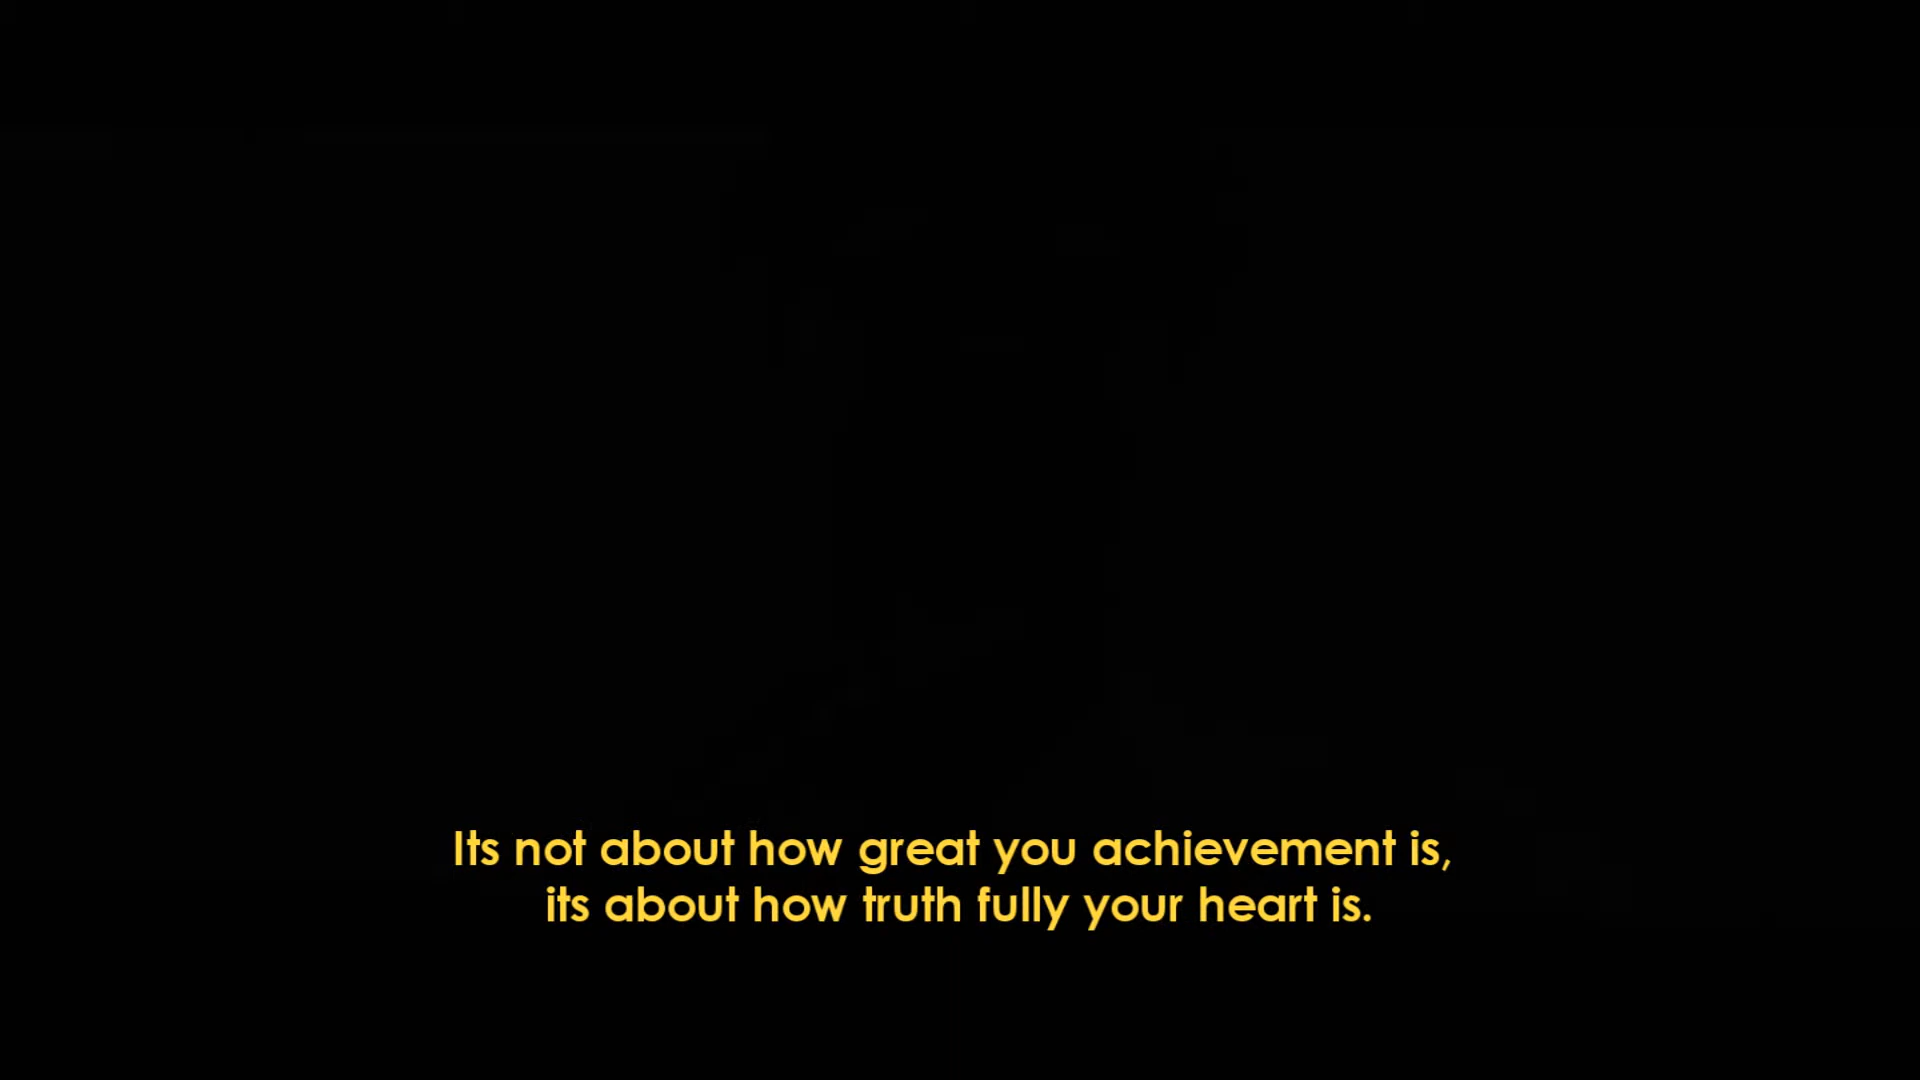 Its not about how great you achievement is,
its about how truth fully your heart is.